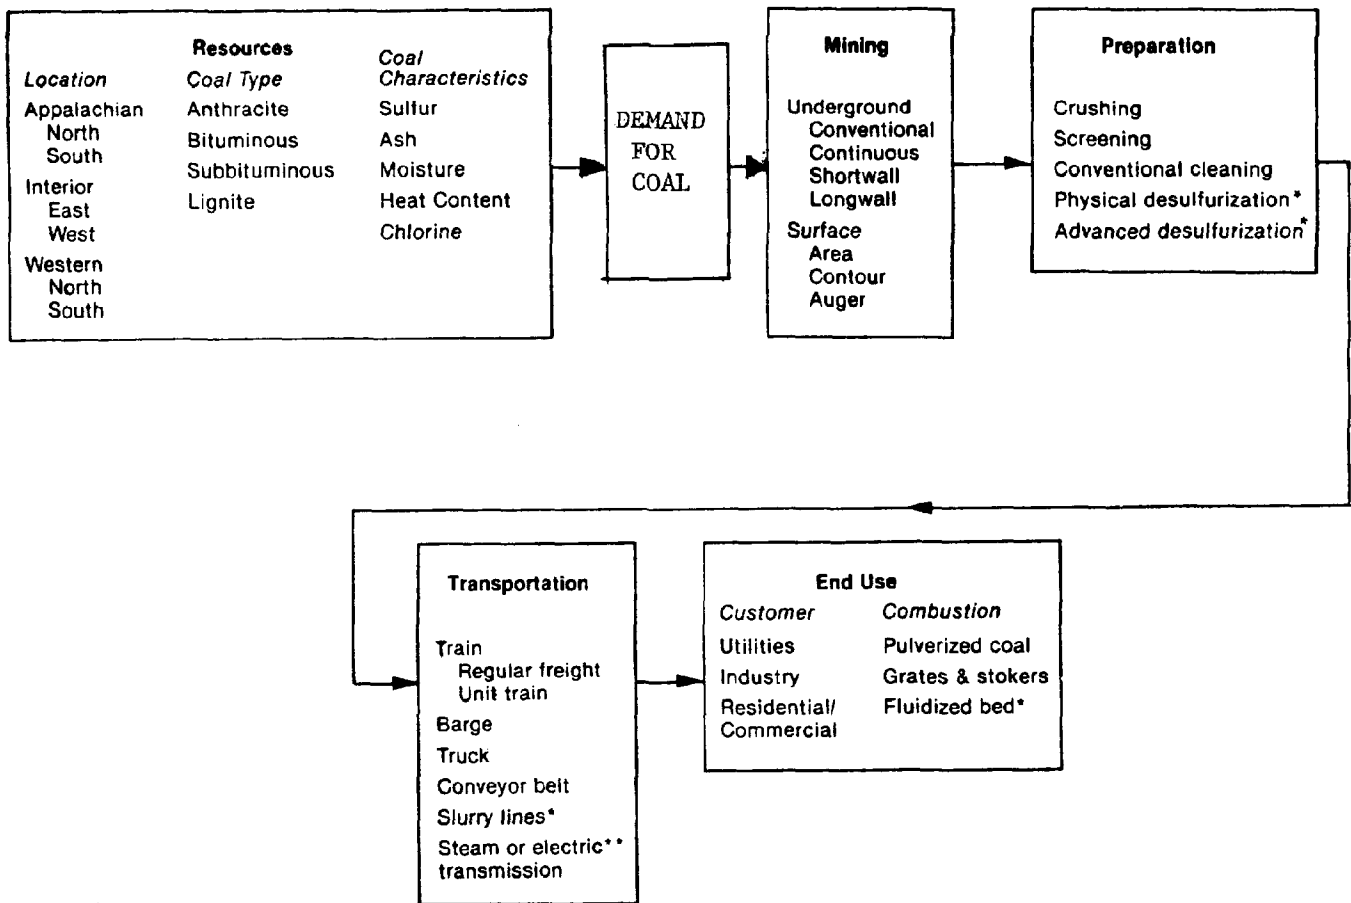 Resources
Location
Appalachian
North
South
Interior
East
West
Western
North
South
Coal Type
Anthracite
Bituminous
Subbituminous
Lignite
Coal
Characteristics
Sulfur
Ash
Moisture
Heat Content
Chlorine
DEMAND
FOR
COAL
Mining
Underground
Conventional
Continuous
Shortwall
Longwall
Surface
Area
Contour
Auger
Preparation
Crushing
Screening
Conventional cleaning
Physical desulfurization*
Advanced desulfurization*
Transportation
Train
Regular freight
Unit train
Barge
Truck
Conveyor belt
Slurry lines*
Steam or electric**
transmission
End Use
Customer
Utilities
Industry
Residential/
Commercial
Combustion
Pulverized coal
Grates & stokers
Fluidized bed*